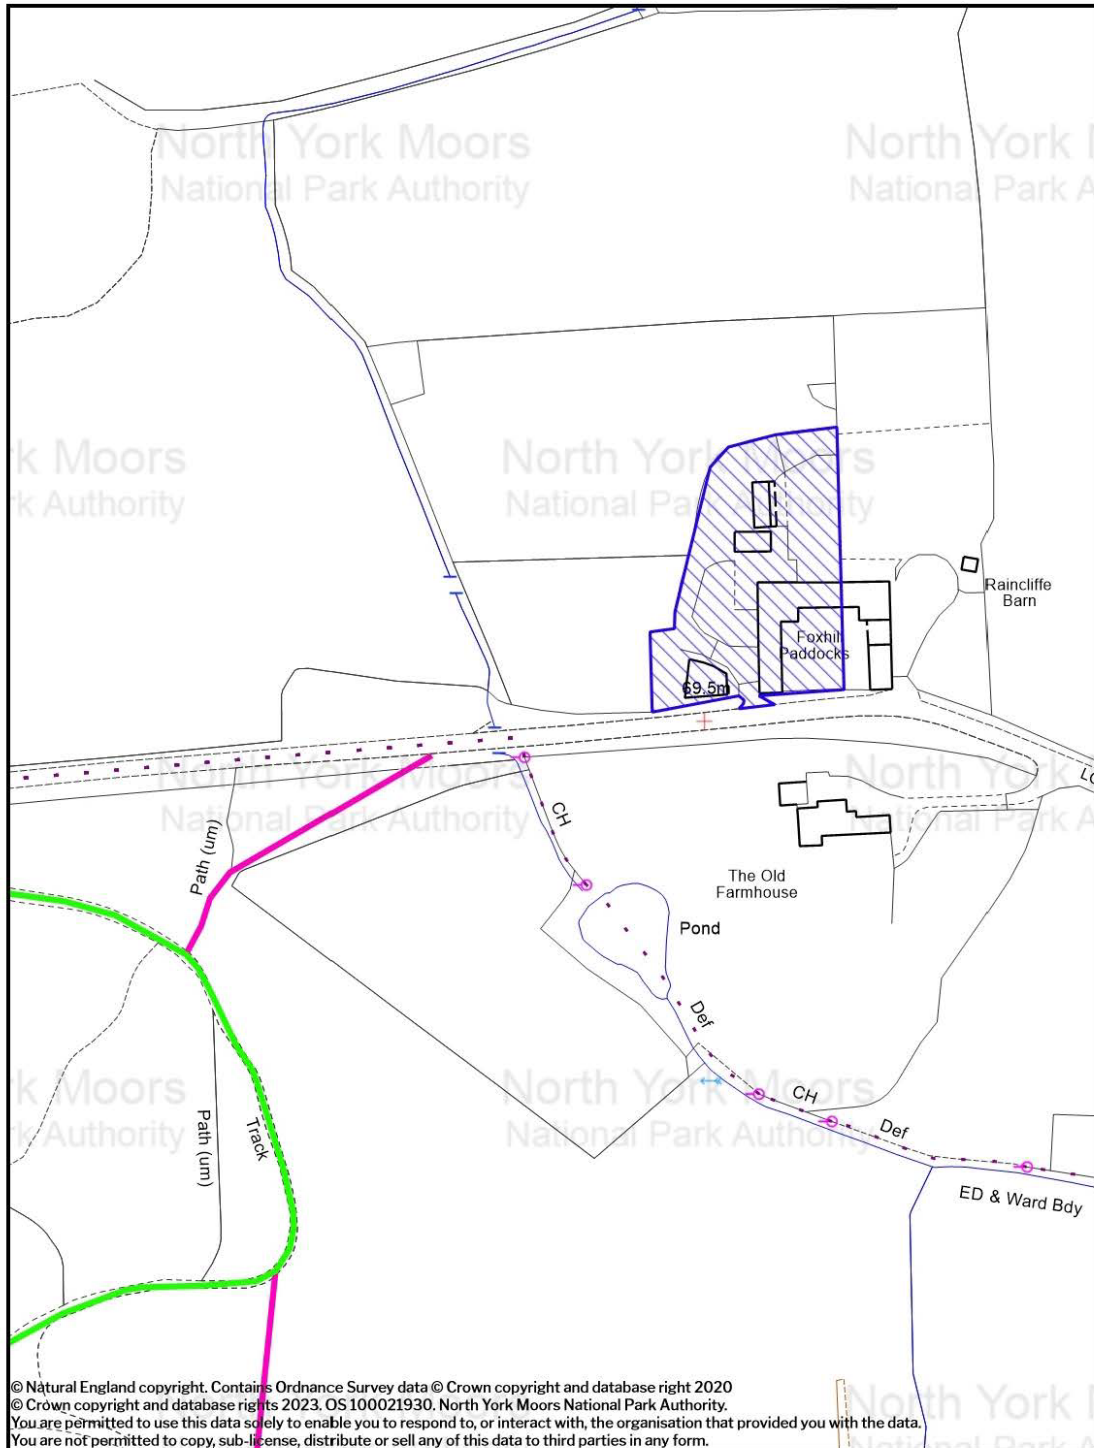 North York Moors
National Park Authority
North York M
National Park A
k Moors
k Authority
North York Moors
National Park Authority
Raincliffe
Barn
Foxhill
Paddocks
69.5m
North York Moors
National Park Authority
North York M
National Park A
LC
CH
Path (um)
The Old
Farmhouse
Pond
Def
k Moors
k Authority
North York Moors
National Park Authority
CH
Def
Path (um)
Track
ED & Ward Bdy
© Natural England copyright. Contains Ordnance Survey data © Crown copyright and database right 2020
© Crown copyright and database rights 2023. OS 100021930. North York Moors National Park Authority.
You are permitted to use this data solely to enable you to respond to, or interact with, the organisation that provided you with the data.
You are not permitted to copy, sub-license, distribute or sell any of this data to third parties in any form.
North York Moors
North York M